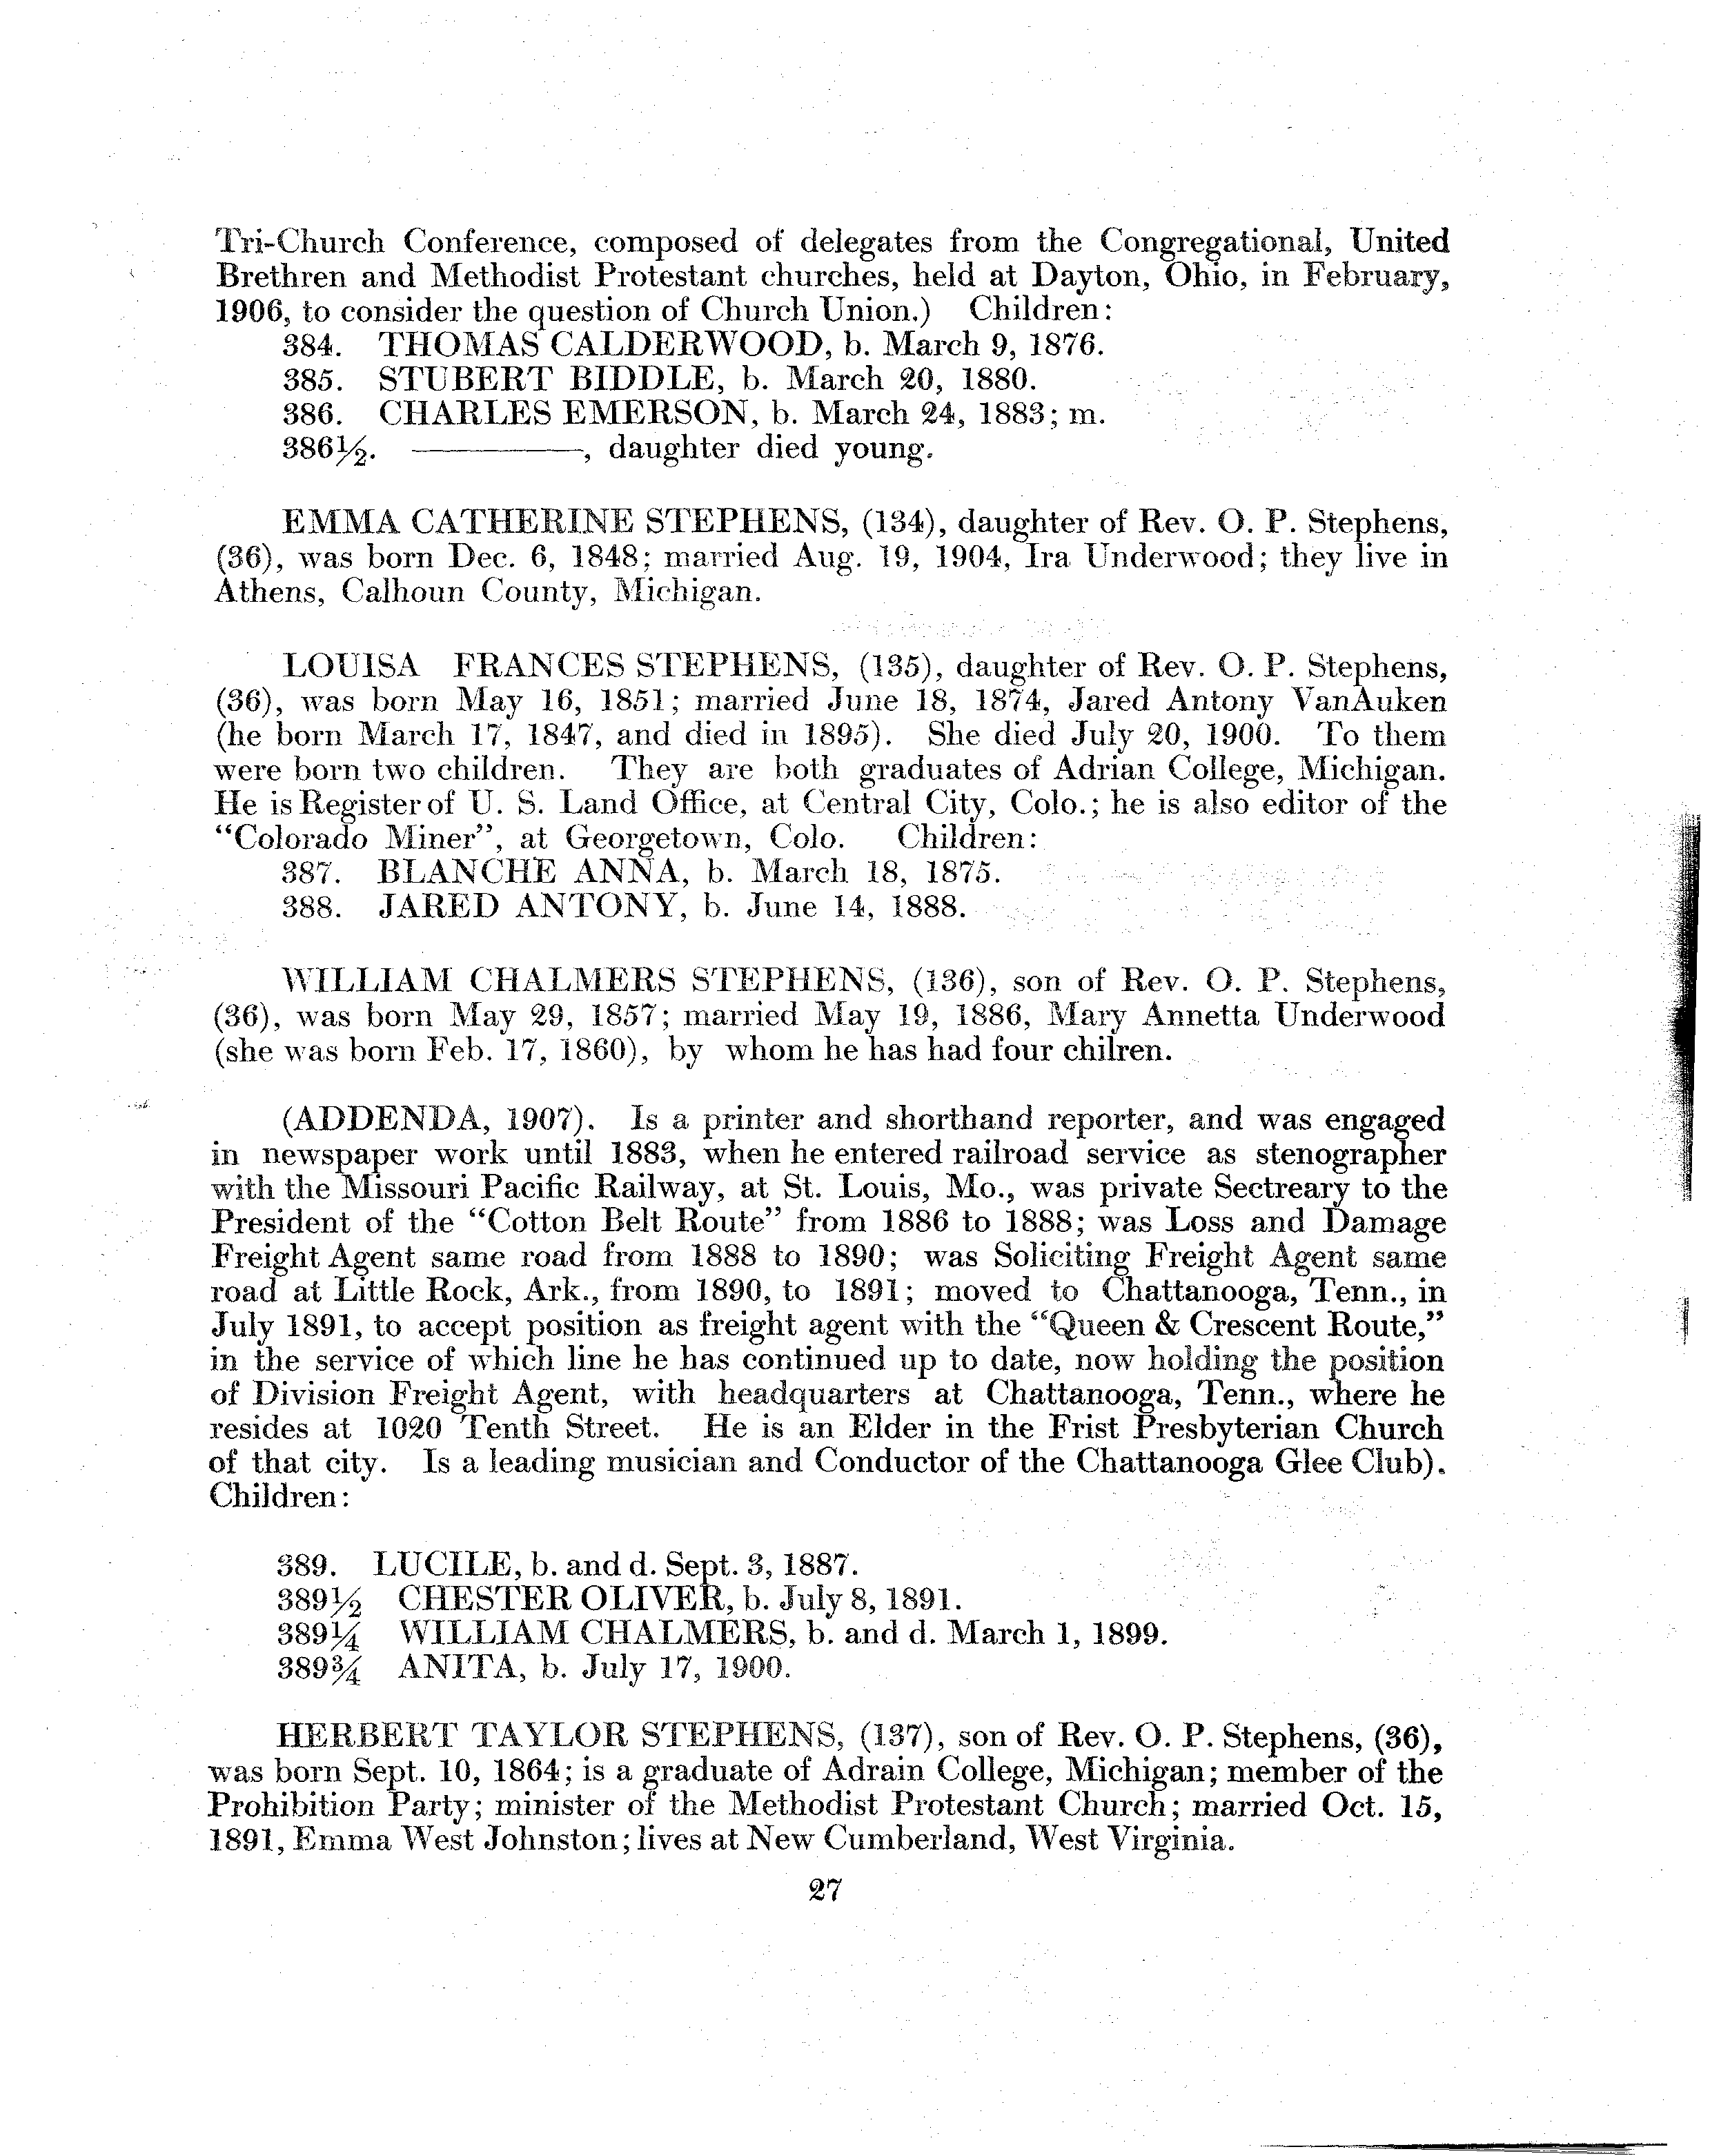 Tri-Church Conference, composed of delegates from the Congregational, United
Brethren and Methodist Protestant churches, held at Dayton, Ohio, in February,
1906, to consider the question of Church Union.) Children:
384. THOMAS CALDERWOOD, b. March 9, 1876.
385. STUBERT BIDDLE, b. March 20, 1880.
386. CHARLES EMERSON, b. March 24, 1883; m.
386½. ————, daughter died young.
EMMA CATHERINE STEPHENS, (134), daughter of Rev. O. P. Stephens,
(36), was born Dec. 6, 1848; married Aug. 19, 1904, Ira Underwood; they live in
Athens, Calhoun County, Michigan.
LOUISA FRANCES STEPHENS, (135), daughter of Rev. O. P. Stephens,
(36), was born May 16, 1851; married June 18, 1874, Jared Antony VanAuken
(he born March 17, 1847, and died in 1895). She died July 20, 1900. To them
were born two children. They are both graduates of Adrian College, Michigan.
He is Register of U. S. Land Office, at Central City, Colo.; he is also editor of the
“Colorado Miner”, at Georgetown, Colo. Children:
387. BLANCHE ANNA, b. March 18, 1875.
388. JARED ANTONY, b. June 14, 1888.
WILLIAM CHALMERS STEPHENS, (136), son of Rev. O. P. Stephens,
(36), was born May 29, 1857; married May 19, 1886, Mary Annetta Underwood
(she was born Feb. 17, 1860), by whom he has had four chilren.
(ADDENDA, 1907). Is a printer and shorthand reporter, and was engaged
in newspaper work until 1883, when he entered railroad service as stenographer
with the Missouri Pacific Railway, at St. Louis, Mo., was private Sectreary to the
President of the “Cotton Belt Route” from 1886 to 1888; was Loss and Damage
Freight Agent same road from 1888 to 1890; was Soliciting Freight Agent same
road at Little Rock, Ark., from 1890, to 1891; moved to Chattanooga, Tenn., in
July 1891, to accept position as freight agent with the “Queen & Crescent Route,”
in the service of which line he has continued up to date, now holding the position
of Division Freight Agent, with headquarters at Chattanooga, Tenn., where he
resides at 1020 Tenth Street. He is an Elder in the Frist Presbyterian Church
of that city. Is a leading musician and Conductor of the Chattanooga Glee Club).
Children:
389. LUCILE, b. and d. Sept. 3, 1887.
389½ CHESTER OLIVER, b. July 8, 1891.
389¼ WILLIAM CHALMERS, b. and d. March 1, 1899.
389¾ ANITA, b. July 17, 1900.
HERBERT TAYLOR STEPHENS, (137), son of Rev. O. P. Stephens, (36),
was born Sept. 10, 1864; is a graduate of Adrain College, Michigan; member of the
Prohibition Party; minister of the Methodist Protestant Church; married Oct. 15,
1891, Emma West Johnston; lives at New Cumberland, West Virginia.
27